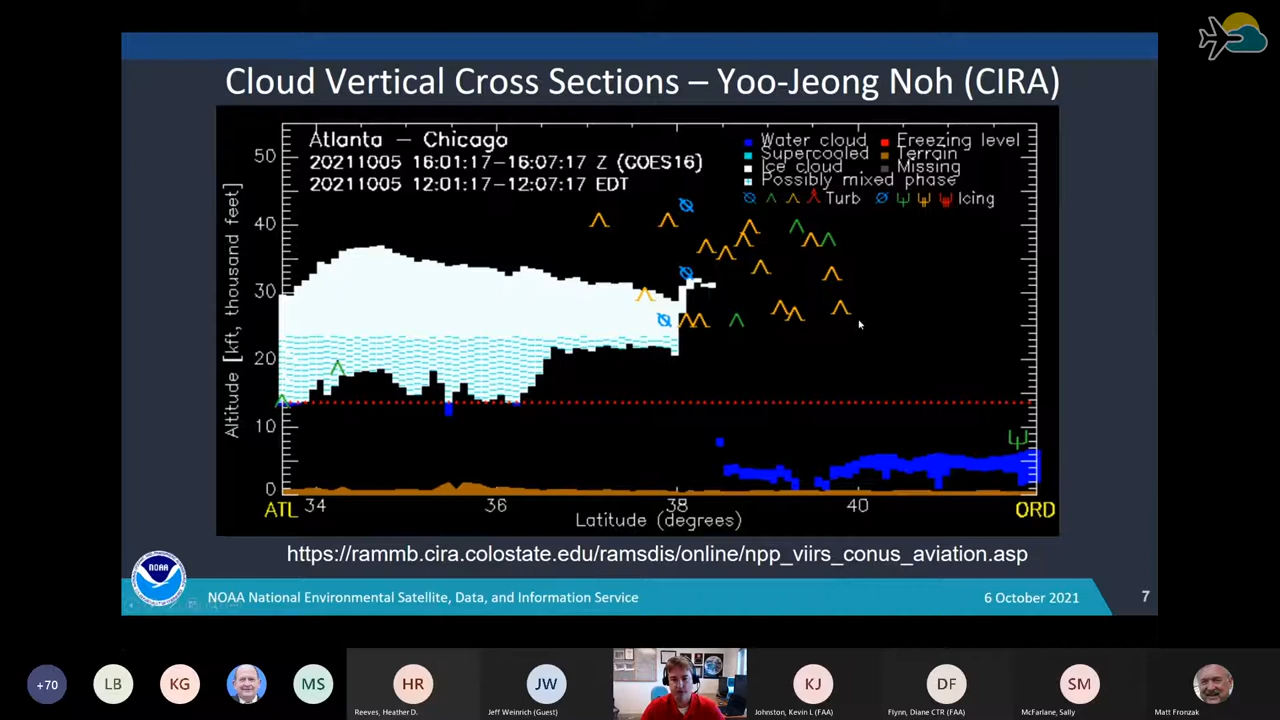 Cloud Vertical Cross Sections – Yoo-Jeong Noh (CIRA)
Atlanta – Chicago
20211005 16:01:17–16:07:17 Z (GOES16)
20211005 12:01:17–12:07:17 EDT
Water cloud
Freezing level
Supercooled
Terrain
Ice cloud
Missing
Possibly mixed phase
Turb
Icing
Altitude [kft, thousand feet]
50
40
30
20
10
0
34
36
38
40
ATL
Latitude (degrees)
ORD
https://rammb.cira.colostate.edu/ramsdis/online/npp_viirs_conus_aviation.asp
NOAA
NOAA National Environmental Satellite, Data, and Information Service
6 October 2021
7
+70
LB
KG
MS
HR
JW
KJ
DF
SM
Reeves, Heather D.
Jeff Weinrich (Guest)
Johnston, Kevin L (FAA)
Flynn, Diane CTR (FAA)
McFarlane, Sally
Matt Fronzak